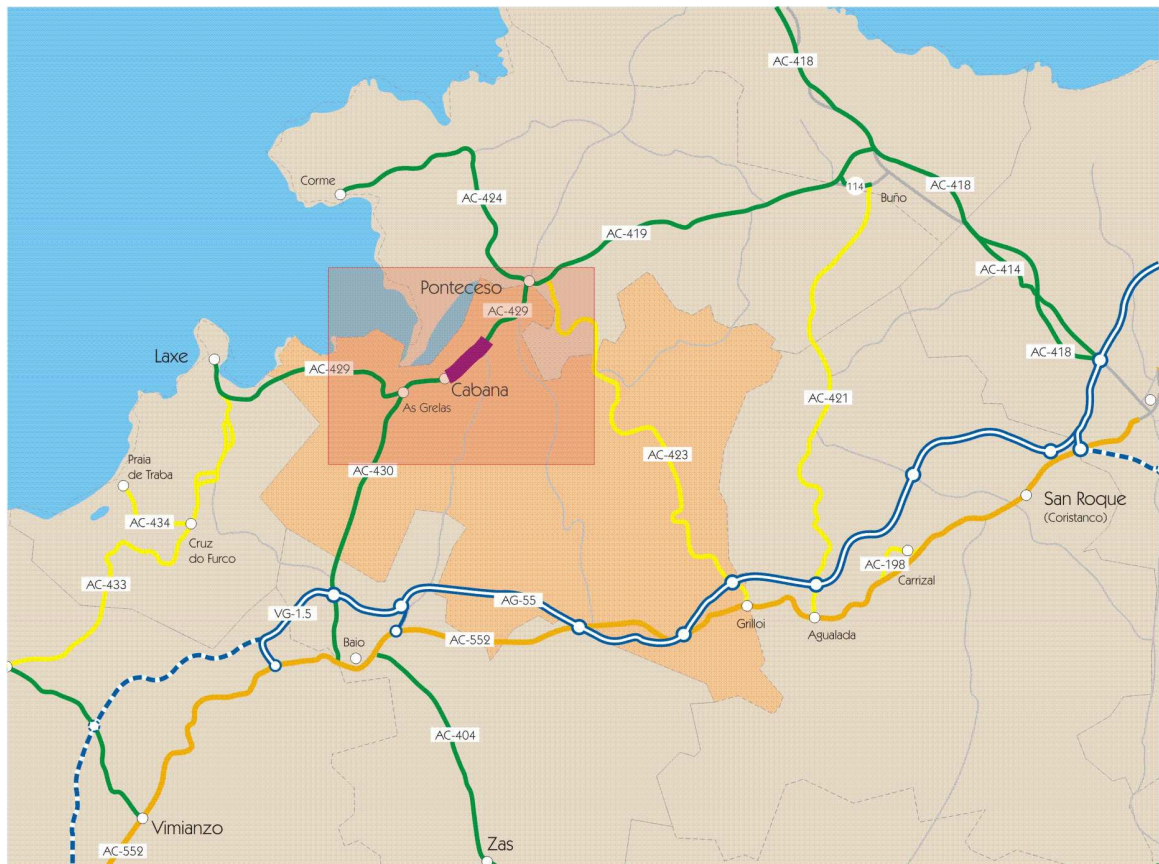 AC-418
Corme
AC-424
114
Buño
AC-418
AC-419
AC-414
Ponteceso
AC-429
AC-418
Laxe
AC-429
Cabana
As Grelas
AC-421
AC-423
Praia
de Traba
AC-430
San Roque
(Coristanco)
AC-434
Cruz
do Furco
AC-198
Carrizal
AC-433
VG-1.5
AG-55
Grilloi
Agualada
Baio
AC-552
AC-404
Vimianzo
Zas
AC-552